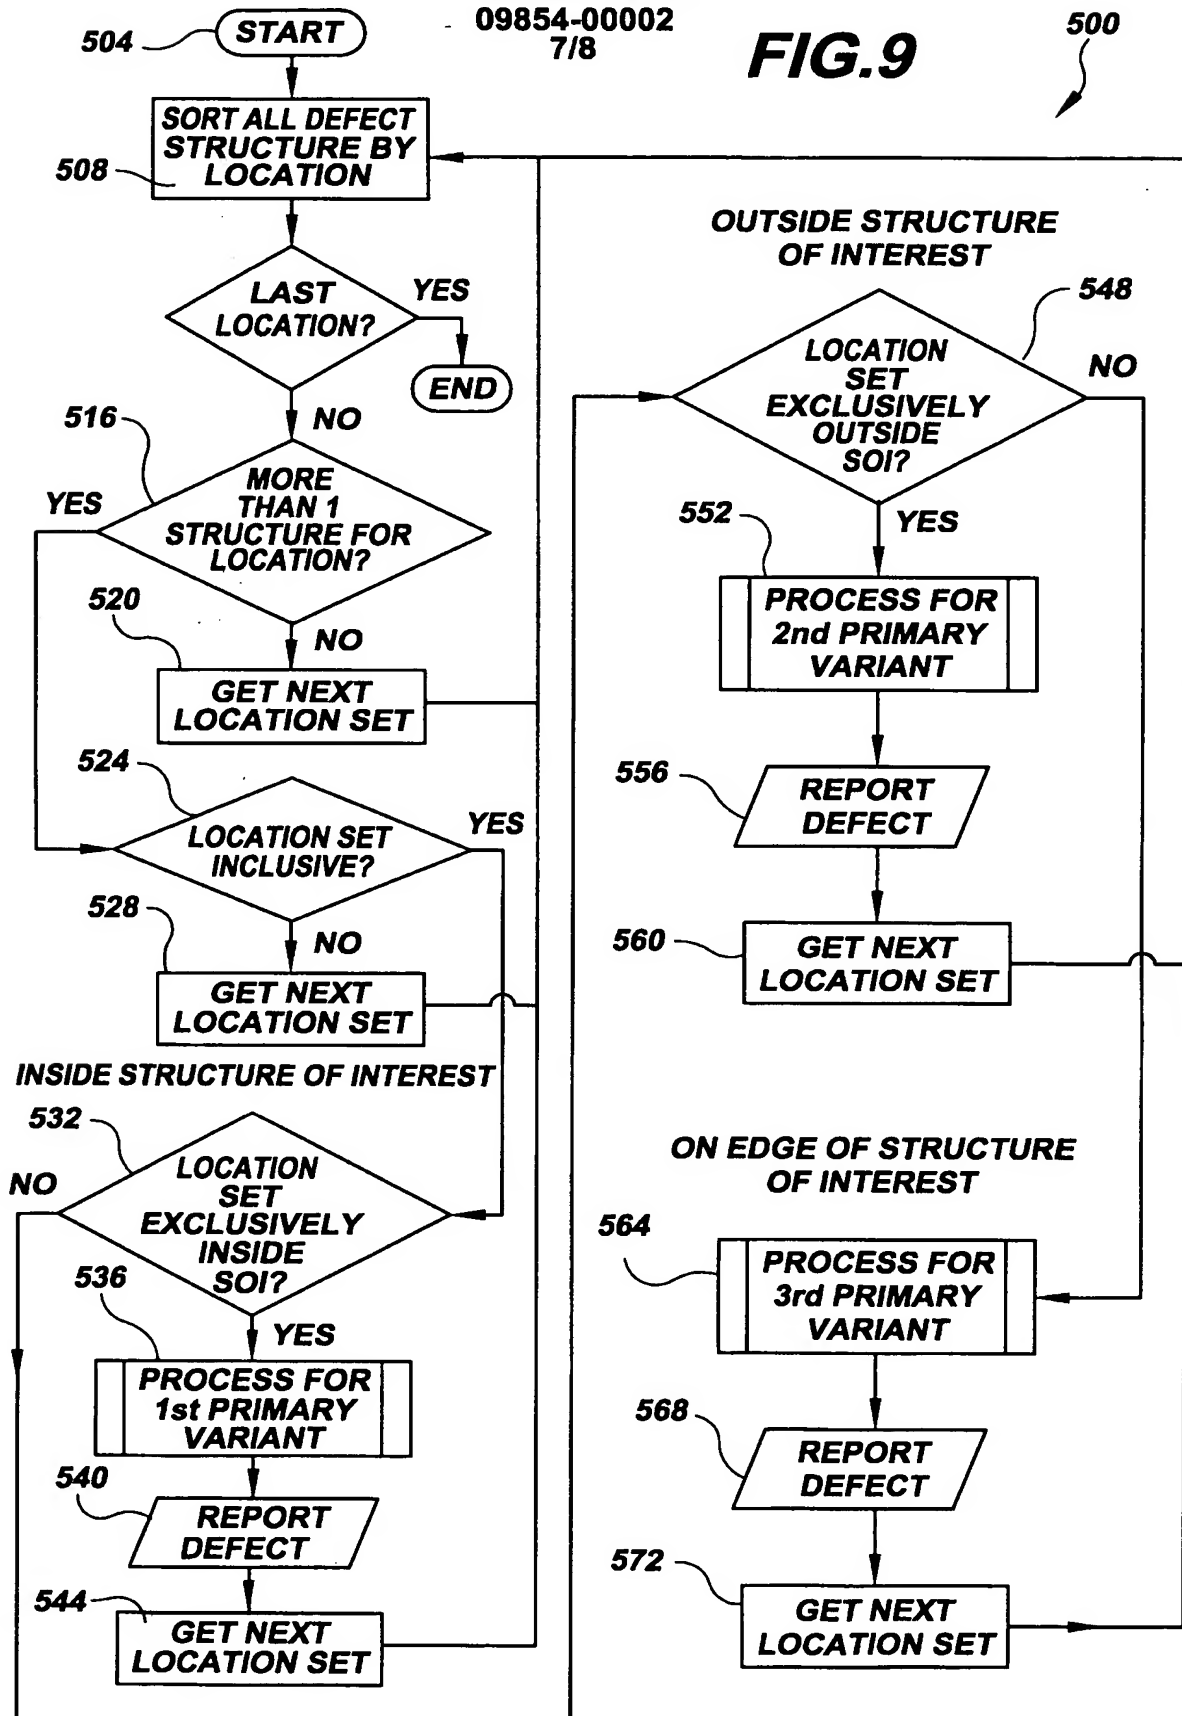 09854-00002
7/8
FIG.9
500
504
START
SORT ALL DEFECT
STRUCTURE BY
LOCATION
508
LAST
LOCATION?
YES
END
NO
516
MORE
THAN 1
STRUCTURE FOR
LOCATION?
YES
NO
520
GET NEXT
LOCATION SET
524
LOCATION SET
INCLUSIVE?
YES
NO
528
GET NEXT
LOCATION SET
INSIDE STRUCTURE OF INTEREST
532
LOCATION
SET
EXCLUSIVELY
INSIDE
SOI?
NO
YES
536
PROCESS FOR
1st PRIMARY
VARIANT
540
REPORT
DEFECT
544
GET NEXT
LOCATION SET
OUTSIDE STRUCTURE
OF INTEREST
548
LOCATION
SET
EXCLUSIVELY
OUTSIDE
SOI?
NO
YES
552
PROCESS FOR
2nd PRIMARY
VARIANT
556
REPORT
DEFECT
560
GET NEXT
LOCATION SET
ON EDGE OF STRUCTURE
OF INTEREST
564
PROCESS FOR
3rd PRIMARY
VARIANT
568
REPORT
DEFECT
572
GET NEXT
LOCATION SET